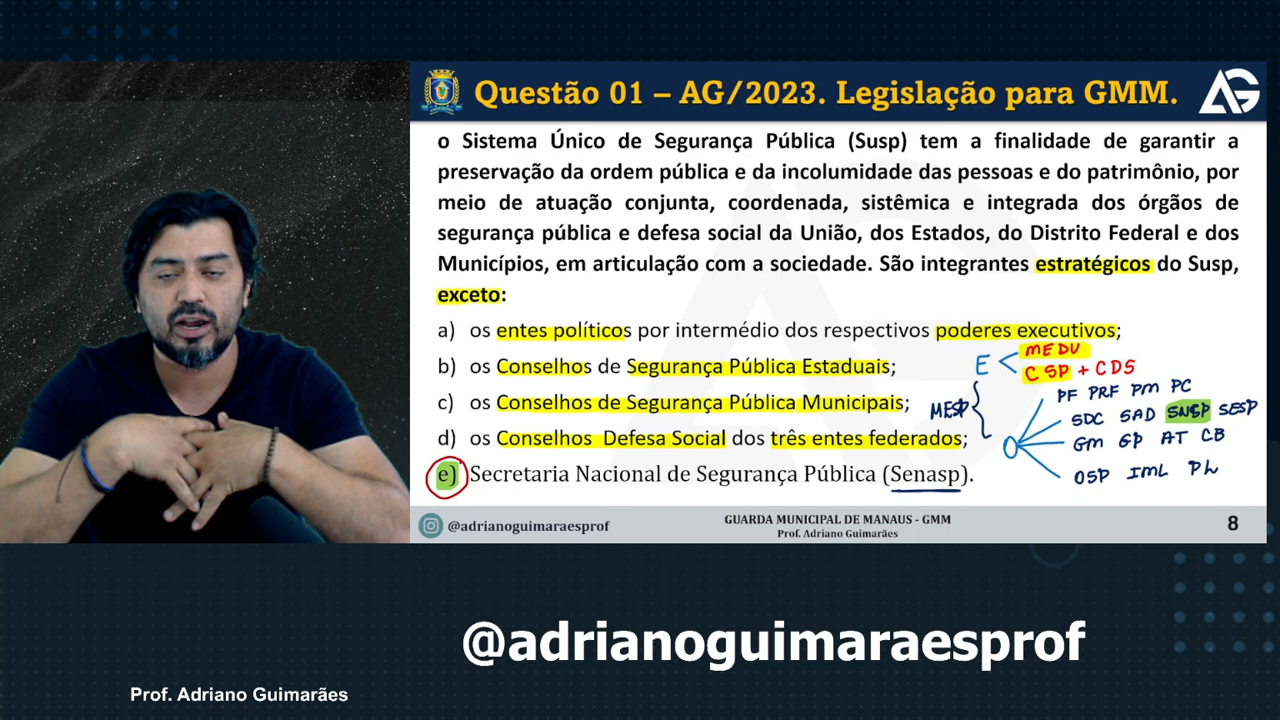 Questão 01 – AG/2023. Legislação para GMM.
AG
o Sistema Único de Segurança Pública (Susp) tem a finalidade de garantir a
preservação da ordem pública e da incolumidade das pessoas e do patrimônio, por
meio de atuação conjunta, coordenada, sistêmica e integrada dos órgãos de
segurança pública e defesa social da União, dos Estados, do Distrito Federal e dos
Municípios, em articulação com a sociedade. São integrantes estratégicos do Susp,
exceto:
a) os entes políticos por intermédio dos respectivos poderes executivos;
b) os Conselhos de Segurança Pública Estaduais;
c) os Conselhos de Segurança Pública Municipais;
d) os Conselhos Defesa Social dos três entes federados;
e) Secretaria Nacional de Segurança Pública (Senasp).
E
MEDU
CSP + CDS
MESP
O
PF PRF PM PC
SDC SAD SNSP SESP
GM GP AT CB
OSP IML
@adrianoguimaraesprof
GUARDA MUNICIPAL DE MANAUS - GMM
Prof. Adriano Guimarães
8
@adrianoguimaraesprof
Prof. Adriano Guimarães